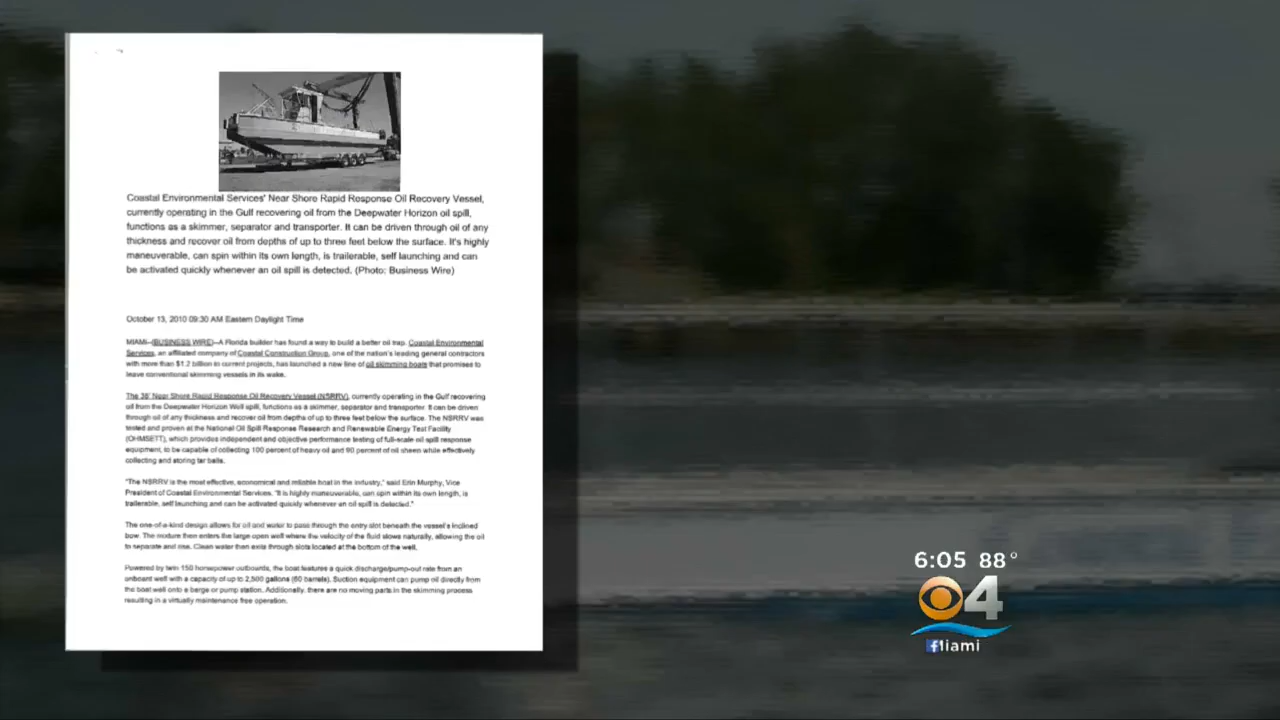 Coastal Environmental Services' Near Shore Rapid Response Oil Recovery Vessel,
currently operating in the Gulf recovering oil from the Deepwater Horizon oil spill,
functions as a skimmer, separator and transporter. It can be driven through oil of any
thickness and recover oil from depths of up to three feet below the surface. It's highly
maneuverable, can spin within its own length, is trailerable, self launching and can
be activated quickly whenever an oil spill is detected. (Photo: Business Wire)
October 13, 2010 09:30 AM Eastern Daylight Time
MIAMI--(BUSINESS WIRE)--A Florida builder has found a way to build a better oil trap. Coastal Environmental
Services, an affiliated company of Coastal Construction Group, one of the nation's leading general contractors
with more than $1.2 billion in current projects, has launched a new line of oil skimming boats that promises to
leave conventional skimming vessels in its wake.
The 38' Near Shore Rapid Response Oil Recovery Vessel (NSRRV), currently operating in the Gulf recovering
oil from the Deepwater Horizon Well spill, functions as a skimmer, separator and transporter. It can be driven
through oil of any thickness and recover oil from depths of up to three feet below the surface. The NSRRV was
tested and proven at the National Oil Spill Response Research and Renewable Energy Test Facility
(OHMSETT), which provides independent and objective performance testing of full-scale oil spill response
equipment, to be capable of collecting 100 percent of heavy oil and 90 percent of oil sheen while effectively
collecting and storing tar balls.
"The NSRRV is the most effective, economical and reliable boat in the industry," said Erin Murphy, Vice
President of Coastal Environmental Services. "It is highly maneuverable, can spin within its own length, is
trailerable, self launching and can be activated quickly whenever an oil spill is detected."
The one-of-a-kind design allows for oil and water to pass through the entry slot beneath the vessel's inclined
bow. The mixture then enters the large open well where the velocity of the fluid slows naturally, allowing the oil
to separate and rise. Clean water then exits through slots located at the bottom of the well.
Powered by twin 150 horsepower outboards, the boat features a quick discharge/pump-out rate from an
onboard well with a capacity of up to 2,500 gallons (60 barrels). Suction equipment can pump oil directly from
the boat well onto a barge or pump station. Additionally, there are no moving parts in the skimming process
resulting in a virtually maintenance free operation.
6:05 88°
4